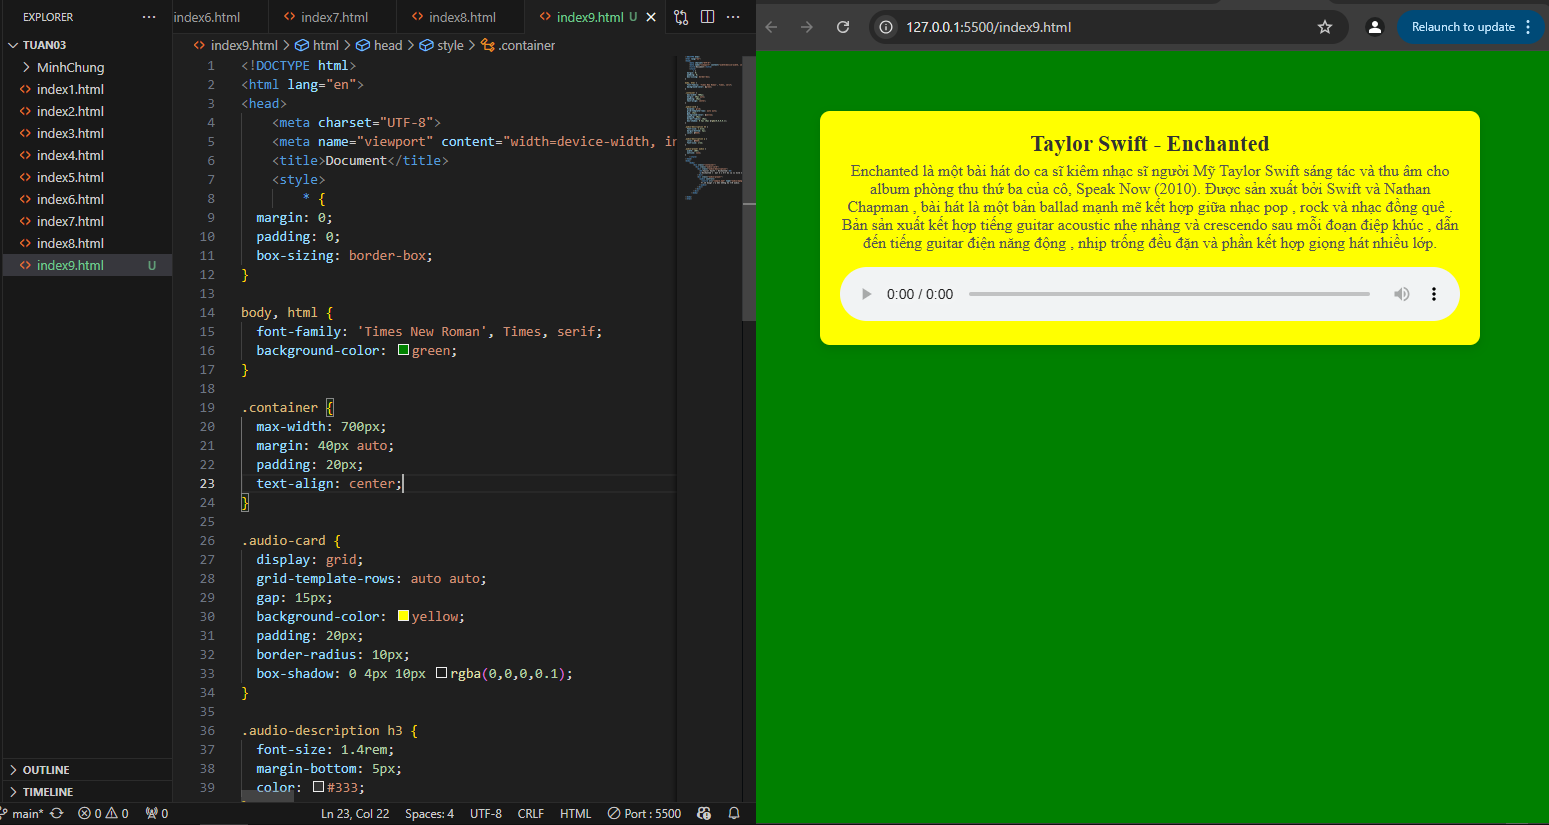 EXPLORER
index6.html
index7.html
index8.html
index9.html U
index9.html > html > head > style > .container
TUAN03
MinhChung
index1.html
index2.html
index3.html
index4.html
index5.html
index6.html
index7.html
index8.html
index9.html U
OUTLINE
TIMELINE
1 <!DOCTYPE html>
2 <html lang="en">
3 <head>
4 <meta charset="UTF-8">
5 <meta name="viewport" content="width=device-width, in
6 <title>Document</title>
7 <style>
8 * {
9 margin: 0;
10 padding: 0;
11 box-sizing: border-box;
12 }
13
14 body, html {
15 font-family: 'Times New Roman', Times, serif;
16 background-color: green;
17 }
18
19 .container {
20 max-width: 700px;
21 margin: 40px auto;
22 padding: 20px;
23 text-align: center;
24 }
25
26 .audio-card {
27 display: grid;
28 grid-template-rows: auto auto;
29 gap: 15px;
30 background-color: yellow;
31 padding: 20px;
32 border-radius: 10px;
33 box-shadow: 0 4px 10px rgba(0,0,0,0.1);
34 }
35
36 .audio-description h3 {
37 font-size: 1.4rem;
38 margin-bottom: 5px;
39 color: #333;
main* 0 0 0 Ln 23, Col 22 Spaces: 4 UTF-8 CRLF HTML Port : 5500
127.0.0.1:5500/index9.html
Relaunch to update
Taylor Swift - Enchanted
Enchanted là một bài hát do ca sĩ kiêm nhạc sĩ người Mỹ Taylor Swift sáng tác và thu âm cho
album phòng thu thứ ba của cô, Speak Now (2010). Được sản xuất bởi Swift và Nathan
Chapman , bài hát là một bản ballad mạnh mẽ kết hợp giữa nhạc pop , rock và nhạc đồng quê .
Bản sản xuất kết hợp tiếng guitar acoustic nhẹ nhàng và crescendo sau mỗi đoạn điệp khúc , dẫn
đến tiếng guitar điện năng động , nhịp trống đều đặn và phần kết hợp giọng hát nhiều lớp.
0:00 / 0:00